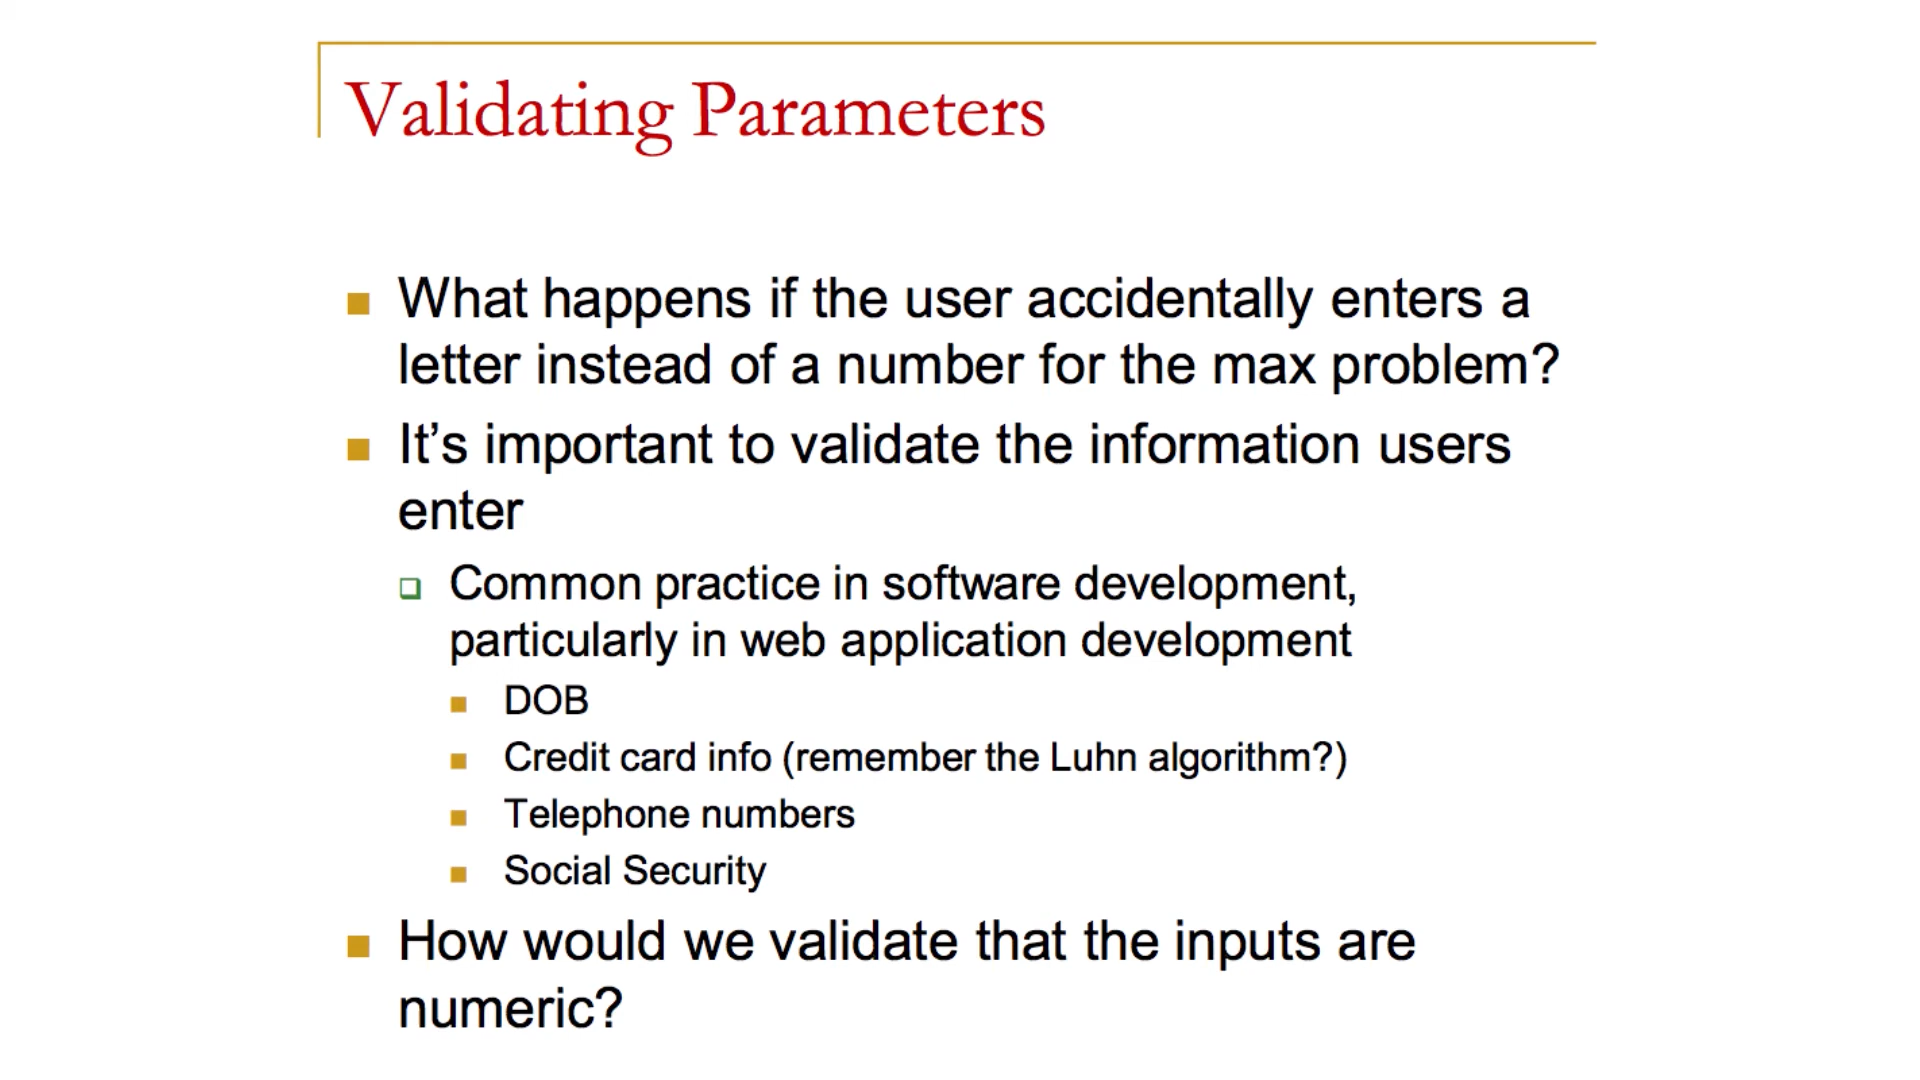 Validating Parameters
What happens if the user accidentally enters a
letter instead of a number for the max problem?
It’s important to validate the information users
enter
Common practice in software development,
particularly in web application development
DOB
Credit card info (remember the Luhn algorithm?)
Telephone numbers
Social Security
How would we validate that the inputs are
numeric?